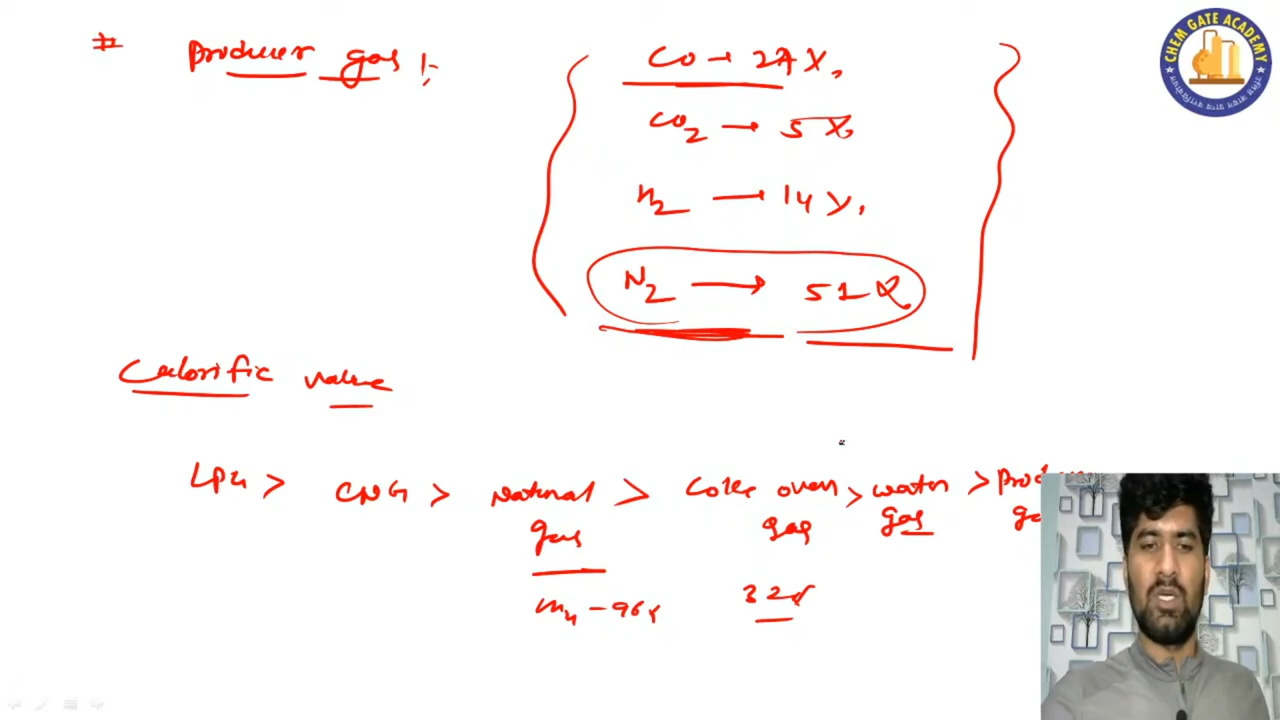 # Producer gas :-
CO → 27 %
CO2 → 5 %
H2 → 14 %
N2 → 51 %
Calorific value
LPG > CNG > Natural gas > Coke oven gas > water gas >
CH4 - 96%
32%
CHEM GATE ACADEMY